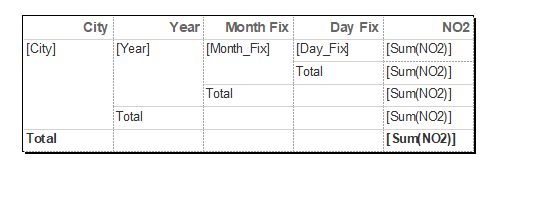 City Year Month Fix Day Fix NO2
[City] [Year] [Month_Fix] [Day_Fix] [Sum(NO2)]
Total [Sum(NO2)]
Total [Sum(NO2)]
Total [Sum(NO2)]
Total [Sum(NO2)]